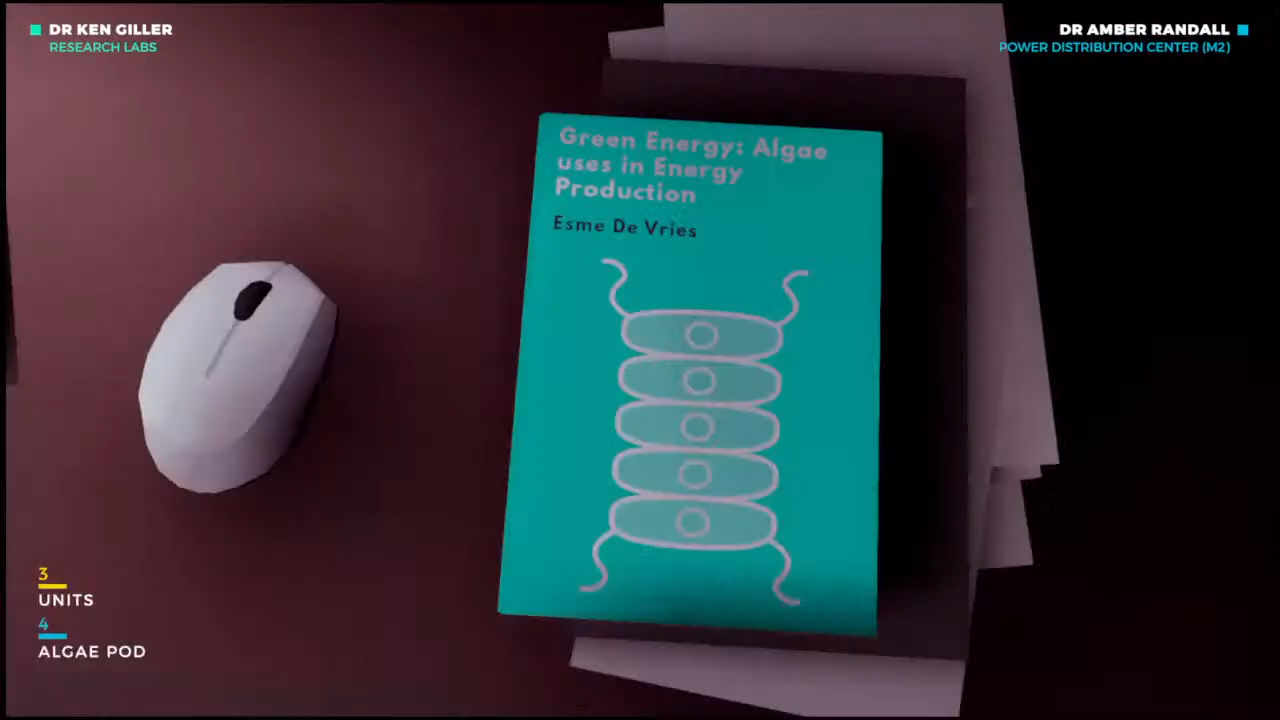 DR KEN GILLER
RESEARCH LABS
DR AMBER RANDALL
POWER DISTRIBUTION CENTER (M2)
Green Energy: Algae
uses in Energy
Production
Esme De Vries
3
UNITS
4
ALGAE POD